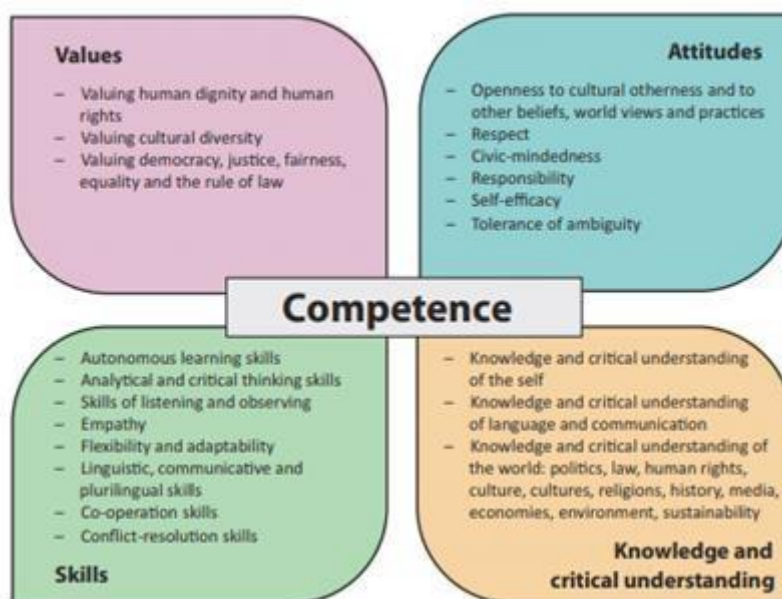 Values
– Valuing human dignity and human
rights
– Valuing cultural diversity
– Valuing democracy, justice, fairness,
equality and the rule of law
Attitudes
– Openness to cultural otherness and to
other beliefs, world views and practices
– Respect
– Civic-mindedness
– Responsibility
– Self-efficacy
– Tolerance of ambiguity
Competence
– Autonomous learning skills
– Analytical and critical thinking skills
– Skills of listening and observing
– Empathy
– Flexibility and adaptability
– Linguistic, communicative and
plurilingual skills
– Co-operation skills
– Conflict-resolution skills
Skills
– Knowledge and critical understanding
of the self
– Knowledge and critical understanding
of language and communication
– Knowledge and critical understanding of
the world: politics, law, human rights,
culture, cultures, religions, history, media,
economies, environment, sustainability
Knowledge and
critical understanding